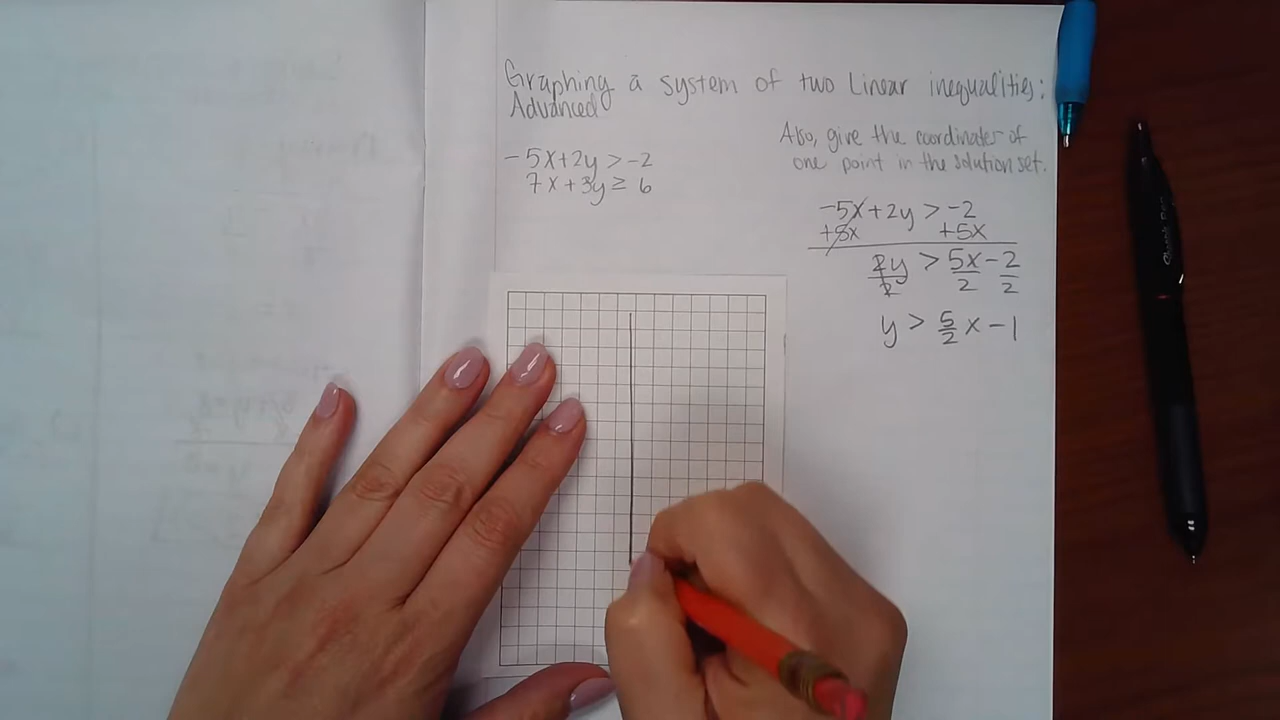 Graphing a system of two Linear inequalities:
Advanced
Also, give the coordinates of
one point in the solution set.
-5x+2y > -2
7x+3y ≥ 6
-5x+2y > -2
+5x +5x
2y > 5x - 2
2 2 2
y > 5/2 x - 1